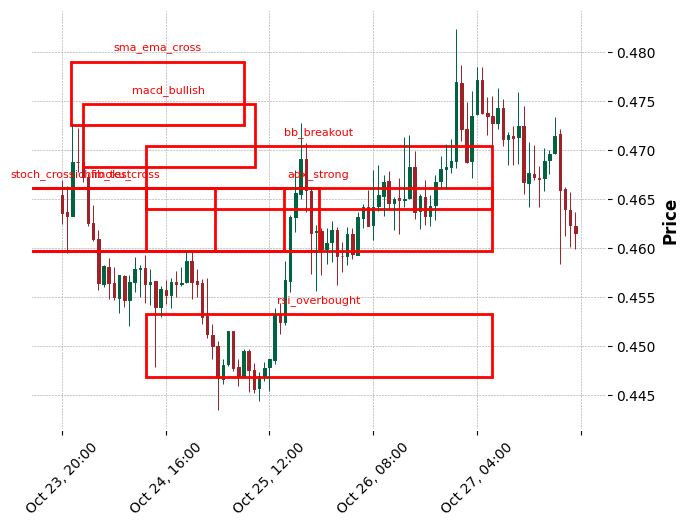 sma_ema_cross
0.480
macd_bullish
0.475
bb_breakout
0.470
adx_strong
0.465
Price
0.460
0.455
rsi_overbought
0.450
0.445
Oct 23, 20:00
Oct 24, 16:00
Oct 25, 12:00
Oct 26, 08:00
Oct 27, 04:00